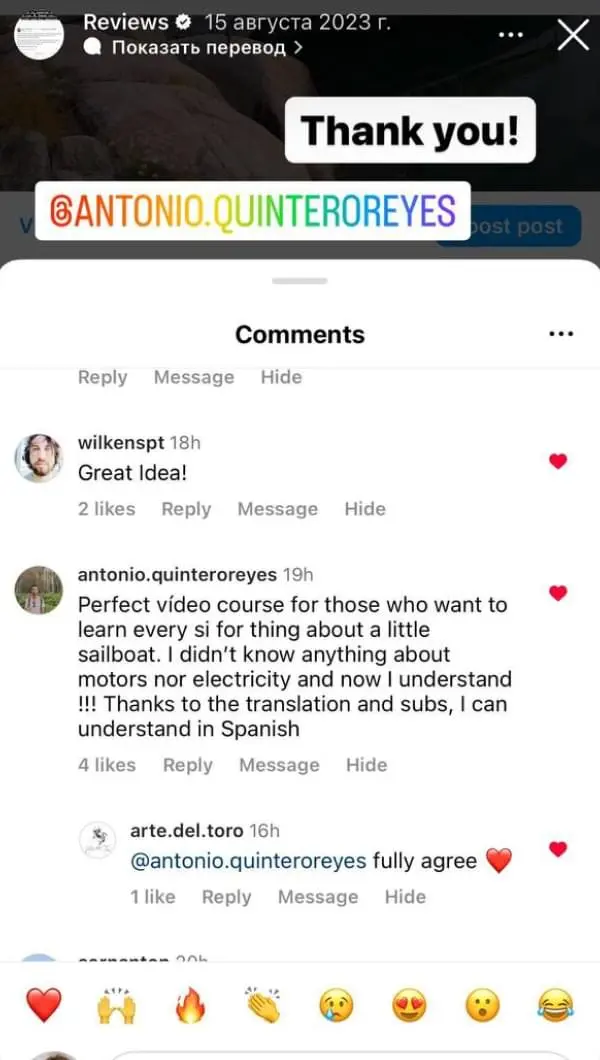 Reviews 15 августа 2023 г.
Показать перевод >
Thank you!
@ANTONIO.QUINTEROREYES
ost post
Comments
Reply Message Hide
wilkenspt 18h
Great Idea!
2 likes Reply Message Hide
antonio.quinteroreyes 19h
Perfect vídeo course for those who want to
learn every si for thing about a little
sailboat. I didn’t know anything about
motors nor electricity and now I understand
!!! Thanks to the translation and subs, I can
understand in Spanish
4 likes Reply Message Hide
arte.del.toro 16h
@antonio.quinteroreyes fully agree ❤️
1 like Reply Message Hide